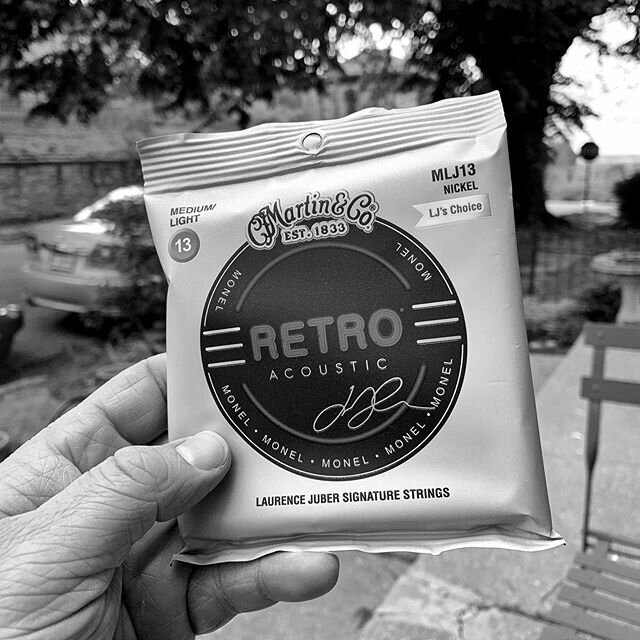 MEDIUM/
LIGHT
13
MLJ13
NICKEL
LJ's Choice
C.F. Martin & Co.
EST. 1833
MONEL
MONEL
RETRO
ACOUSTIC
MONEL • MONEL • MONEL • MONEL • MONEL
LAURENCE JUBER SIGNATURE STRINGS